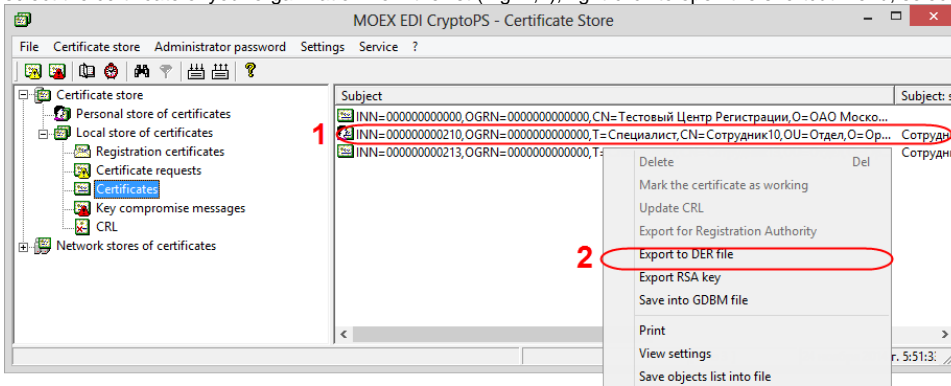 MOEX EDI CryptoPS - Certificate Store
File Certificate store Administrator password Settings Service ?
Certificate store
Personal store of certificates
Local store of certificates
Registration certificates
Certificate requests
Certificates
Key compromise messages
CRL
Network stores of certificates
Subject Subject: s
INN=000000000000,OGRN=0000000000000,CN=Тестовый Центр Регистрации,O=ОАО Моско...
1
INN=000000000210,OGRN=0000000000000,T=Специалист,CN=Сотрудник10,OU=Отдел,O=Ор... Сотрудн
INN=000000000213,OGRN=0000000000000,T= Сотрудн
Delete Del
Mark the certificate as working
Update CRL
Export for Registration Authority
2
Export to DER file
Export RSA key
Save into GDBM file
Print
View settings
Save objects list into file
г. 5:51:3